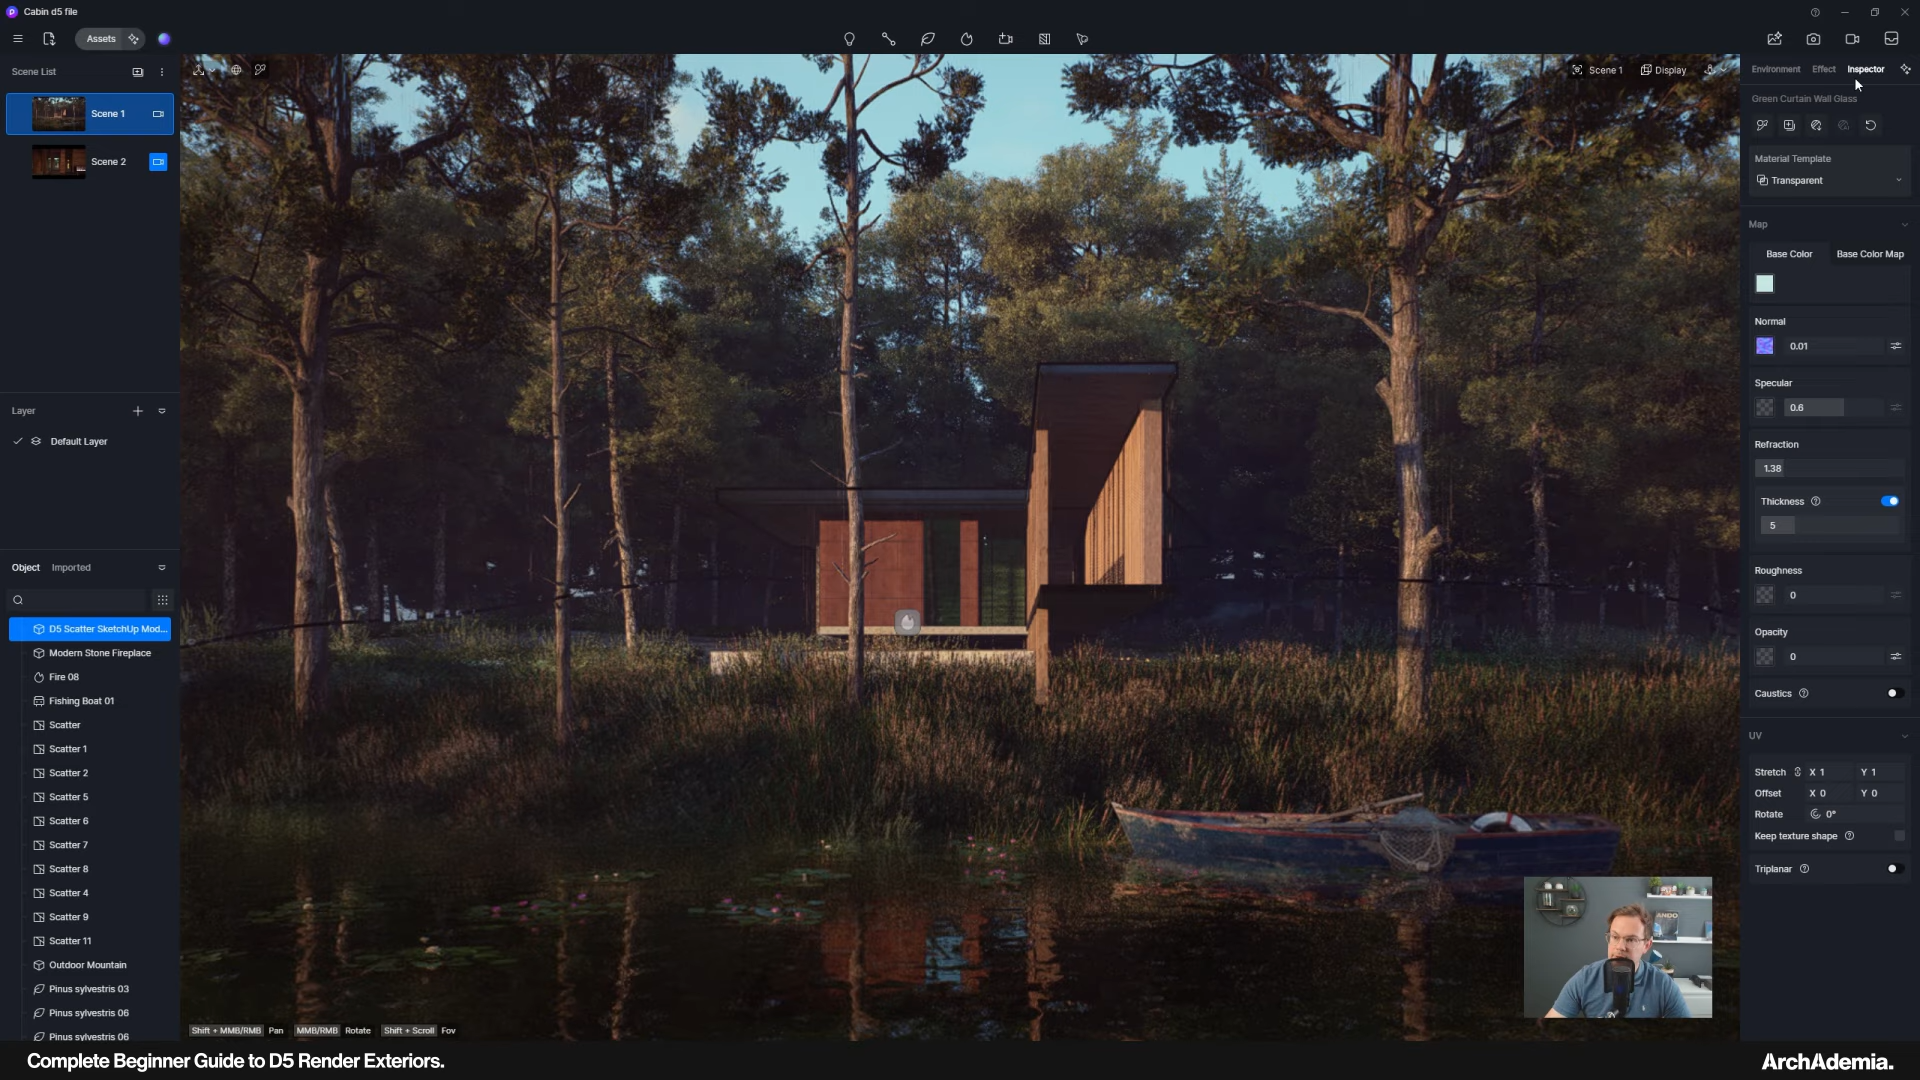 Cabin d5 file
Assets
Scene List
Scene 1
Scene 2
Layer
Default Layer
Object
Imported
D5 Scatter SketchUp Mod...
Modern Stone Fireplace
Fire 08
Fishing Boat 01
Scatter
Scatter 1
Scatter 2
Scatter 5
Scatter 6
Scatter 7
Scatter 8
Scatter 4
Scatter 9
Scatter 11
Outdoor Mountain
Pinus sylvestris 03
Pinus sylvestris 06
Pinus sylvestris 06
Scene 1
Display
Shift + MMB/RMB Pan MMB/RMB Rotate Shift + Scroll Fov
ANDO
Environment Effect Inspector
Green Curtain Wall Glass
Material Template
Transparent
Map
Base Color Base Color Map
Normal
0.01
Specular
0.6
Refraction
1.38
Thickness
5
Roughness
0
Opacity
0
Caustics
UV
Stretch X 1 Y 1
Offset X 0 Y 0
Rotate 0°
Keep texture shape
Triplanar
Complete Beginner Guide to D5 Render Exteriors.
ArchAdemia.